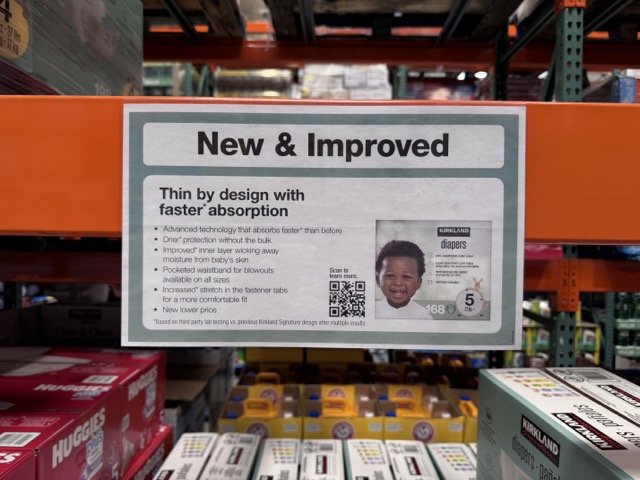 New & Improved
Thin by design with
faster* absorption
• Advanced technology that absorbs faster* than before
• Drier* protection without the bulk
• Improved* inner layer wicking away
moisture from baby's skin
• Pocketed waistband for blowouts
available on all sizes
• Increased* stretch in the fastener tabs
for a more comfortable fit
• New lower price
Scan to
learn more.
KIRKLAND
diapers
168
5
*Based on third party lab testing vs. previous Kirkland Signature design after multiple insults
HUGGIES
HUGGIES
KIRKLAND
diapers
KIRKLAND